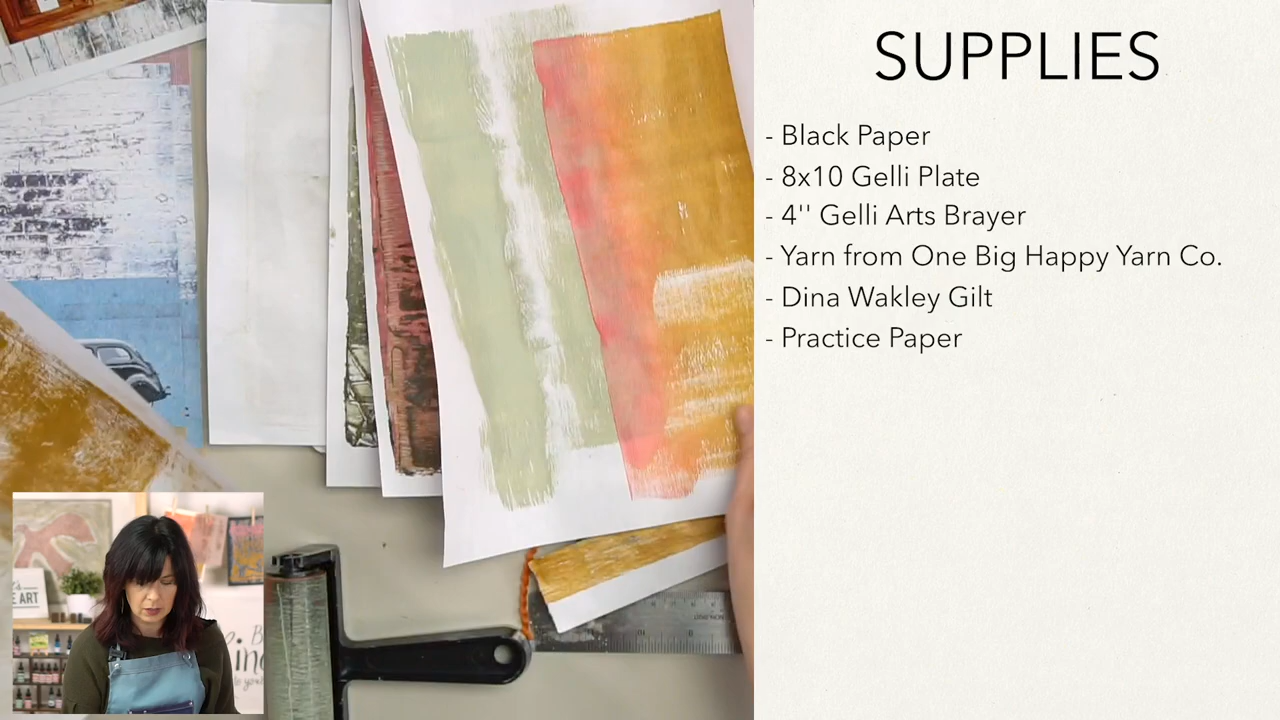 SUPPLIES
- Black Paper
- 8x10 Gelli Plate
- 4'' Gelli Arts Brayer
- Yarn from One Big Happy Yarn Co.
- Dina Wakley Gilt
- Practice Paper
ART